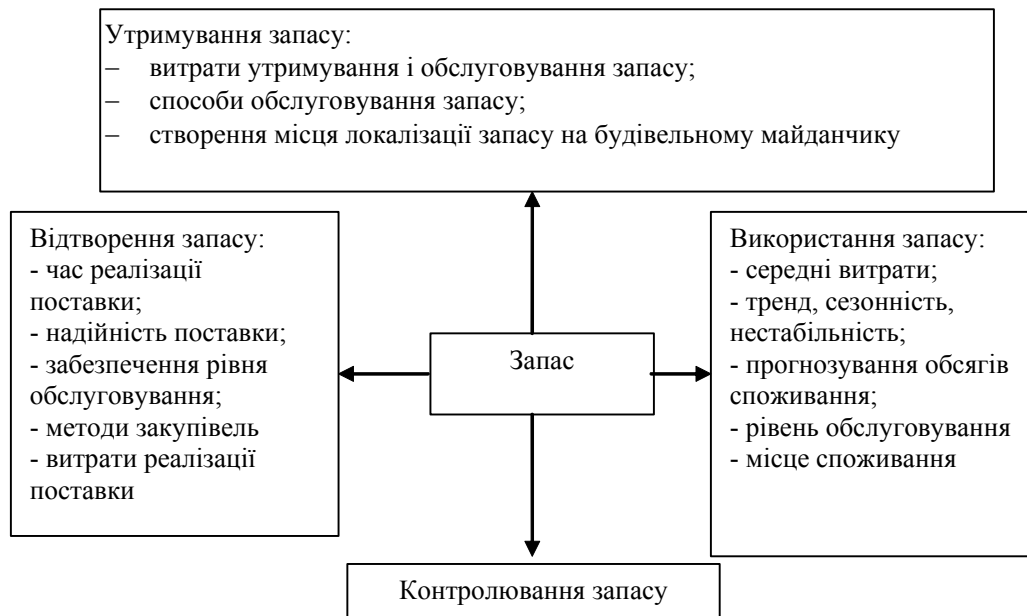 Утримування запасу:
– витрати утримування і обслуговування запасу;
– способи обслуговування запасу;
– створення місця локалізації запасу на будівельному майданчику
Відтворення запасу:
- час реалізації
поставки;
- надійність поставки;
- забезпечення рівня
обслуговування;
- методи закупівель
- витрати реалізації
поставки
Запас
Використання запасу:
- середні витрати;
- тренд, сезонність,
нестабільність;
- прогнозування обсягів
споживання;
- рівень обслуговування
- місце споживання
Контролювання запасу